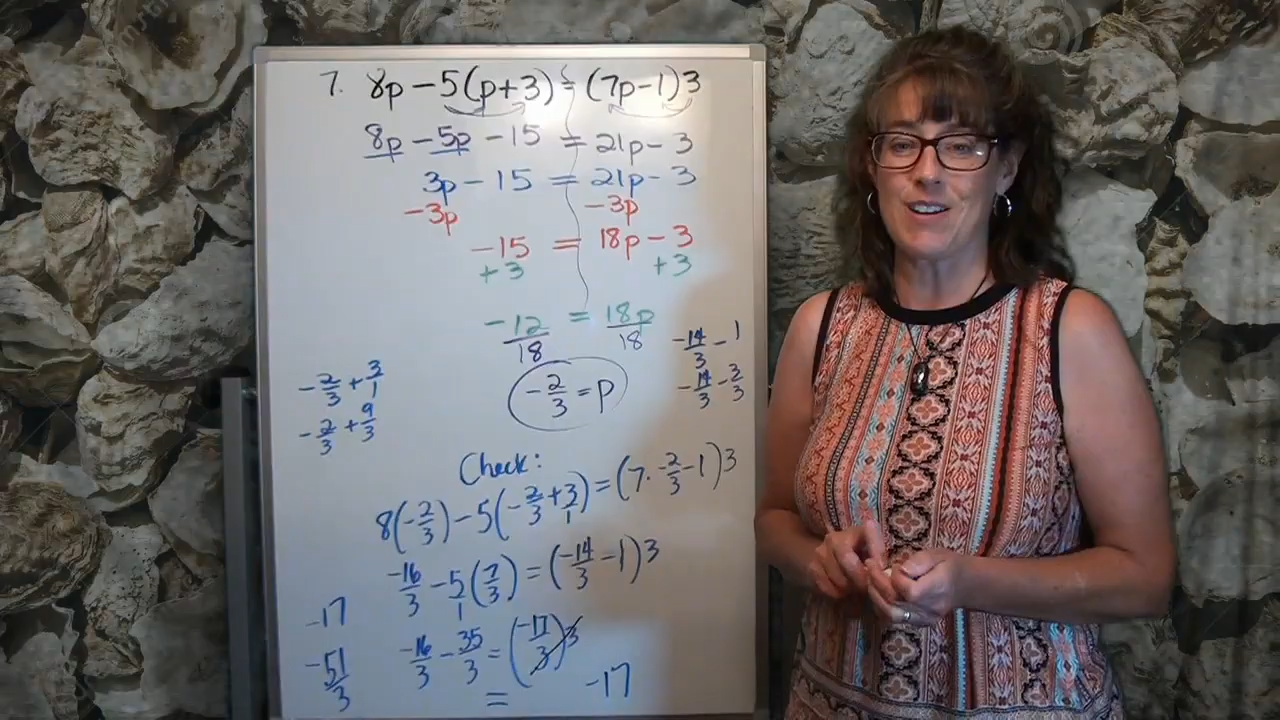 7. 8p - 5(p+3) = (7p-1)3
8p - 5p - 15 = 21p - 3
3p - 15 = 21p - 3
-3p -3p
-15 = 18p - 3
+3 +3
-12/18 = 18p/18
-2/3 = p
-14/3 - 1
-14/3 - 3/3
-2/3 + 3/1
-2/3 + 9/3
Check:
8(-2/3) - 5(-2/3 + 3/1) = (7·-2/3 - 1)3
-16/3 - 5/1(7/3) = (-14/3 - 1)3
-16/3 - 35/3 = (-17/3)3
= -17
-17
-51/3